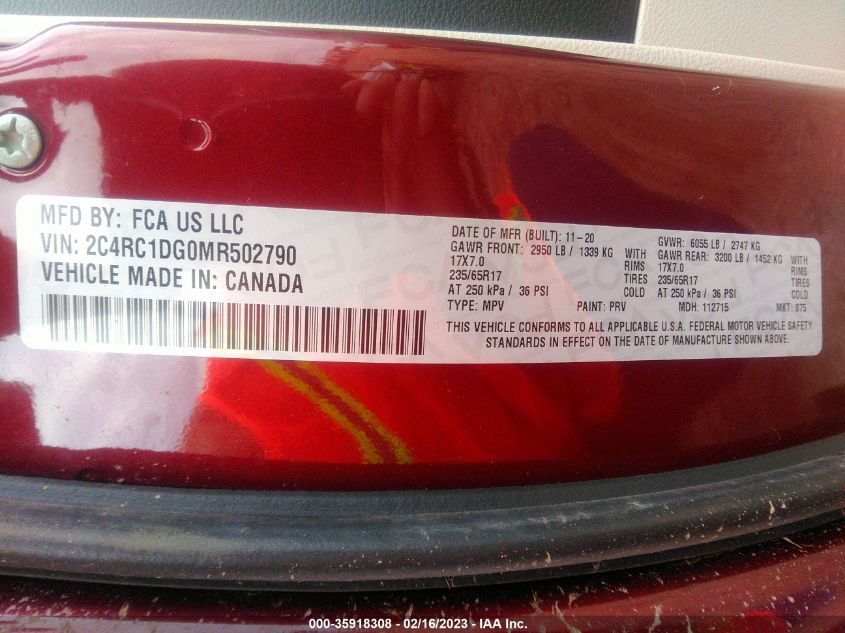 MFD BY: FCA US LLC
VIN: 2C4RC1DG0MR502790
VEHICLE MADE IN: CANADA
DATE OF MFR (BUILT): 11-20 GVWR: 6055 LB / 2747 KG
GAWR FRONT: 2950 LB / 1339 KG WITH GAWR REAR: 3200 LB / 1452 KG WITH
17X7.0 RIMS 17X7.0 RIMS
235/65R17 TIRES 235/65R17 TIRES
AT 250 kPa / 36 PSI COLD AT 250 kPa / 36 PSI COLD
TYPE: MPV PAINT: PRV MDH: 112715 MKT: 875
THIS VEHICLE CONFORMS TO ALL APPLICABLE U.S.A. FEDERAL MOTOR VEHICLE SAFETY
STANDARDS IN EFFECT ON THE DATE OF MANUFACTURE SHOWN ABOVE.
000-35918308 - 02/16/2023 - IAA Inc.